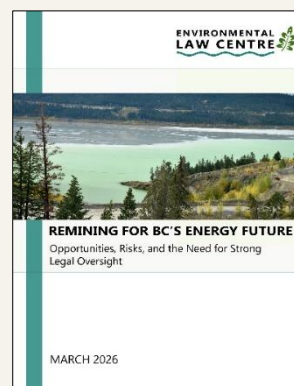 ENVIRONMENTAL
LAW CENTRE
REMINING FOR BC'S ENERGY FUTURE
Opportunities, Risks, and the Need for Strong
Legal Oversight
MARCH 2026